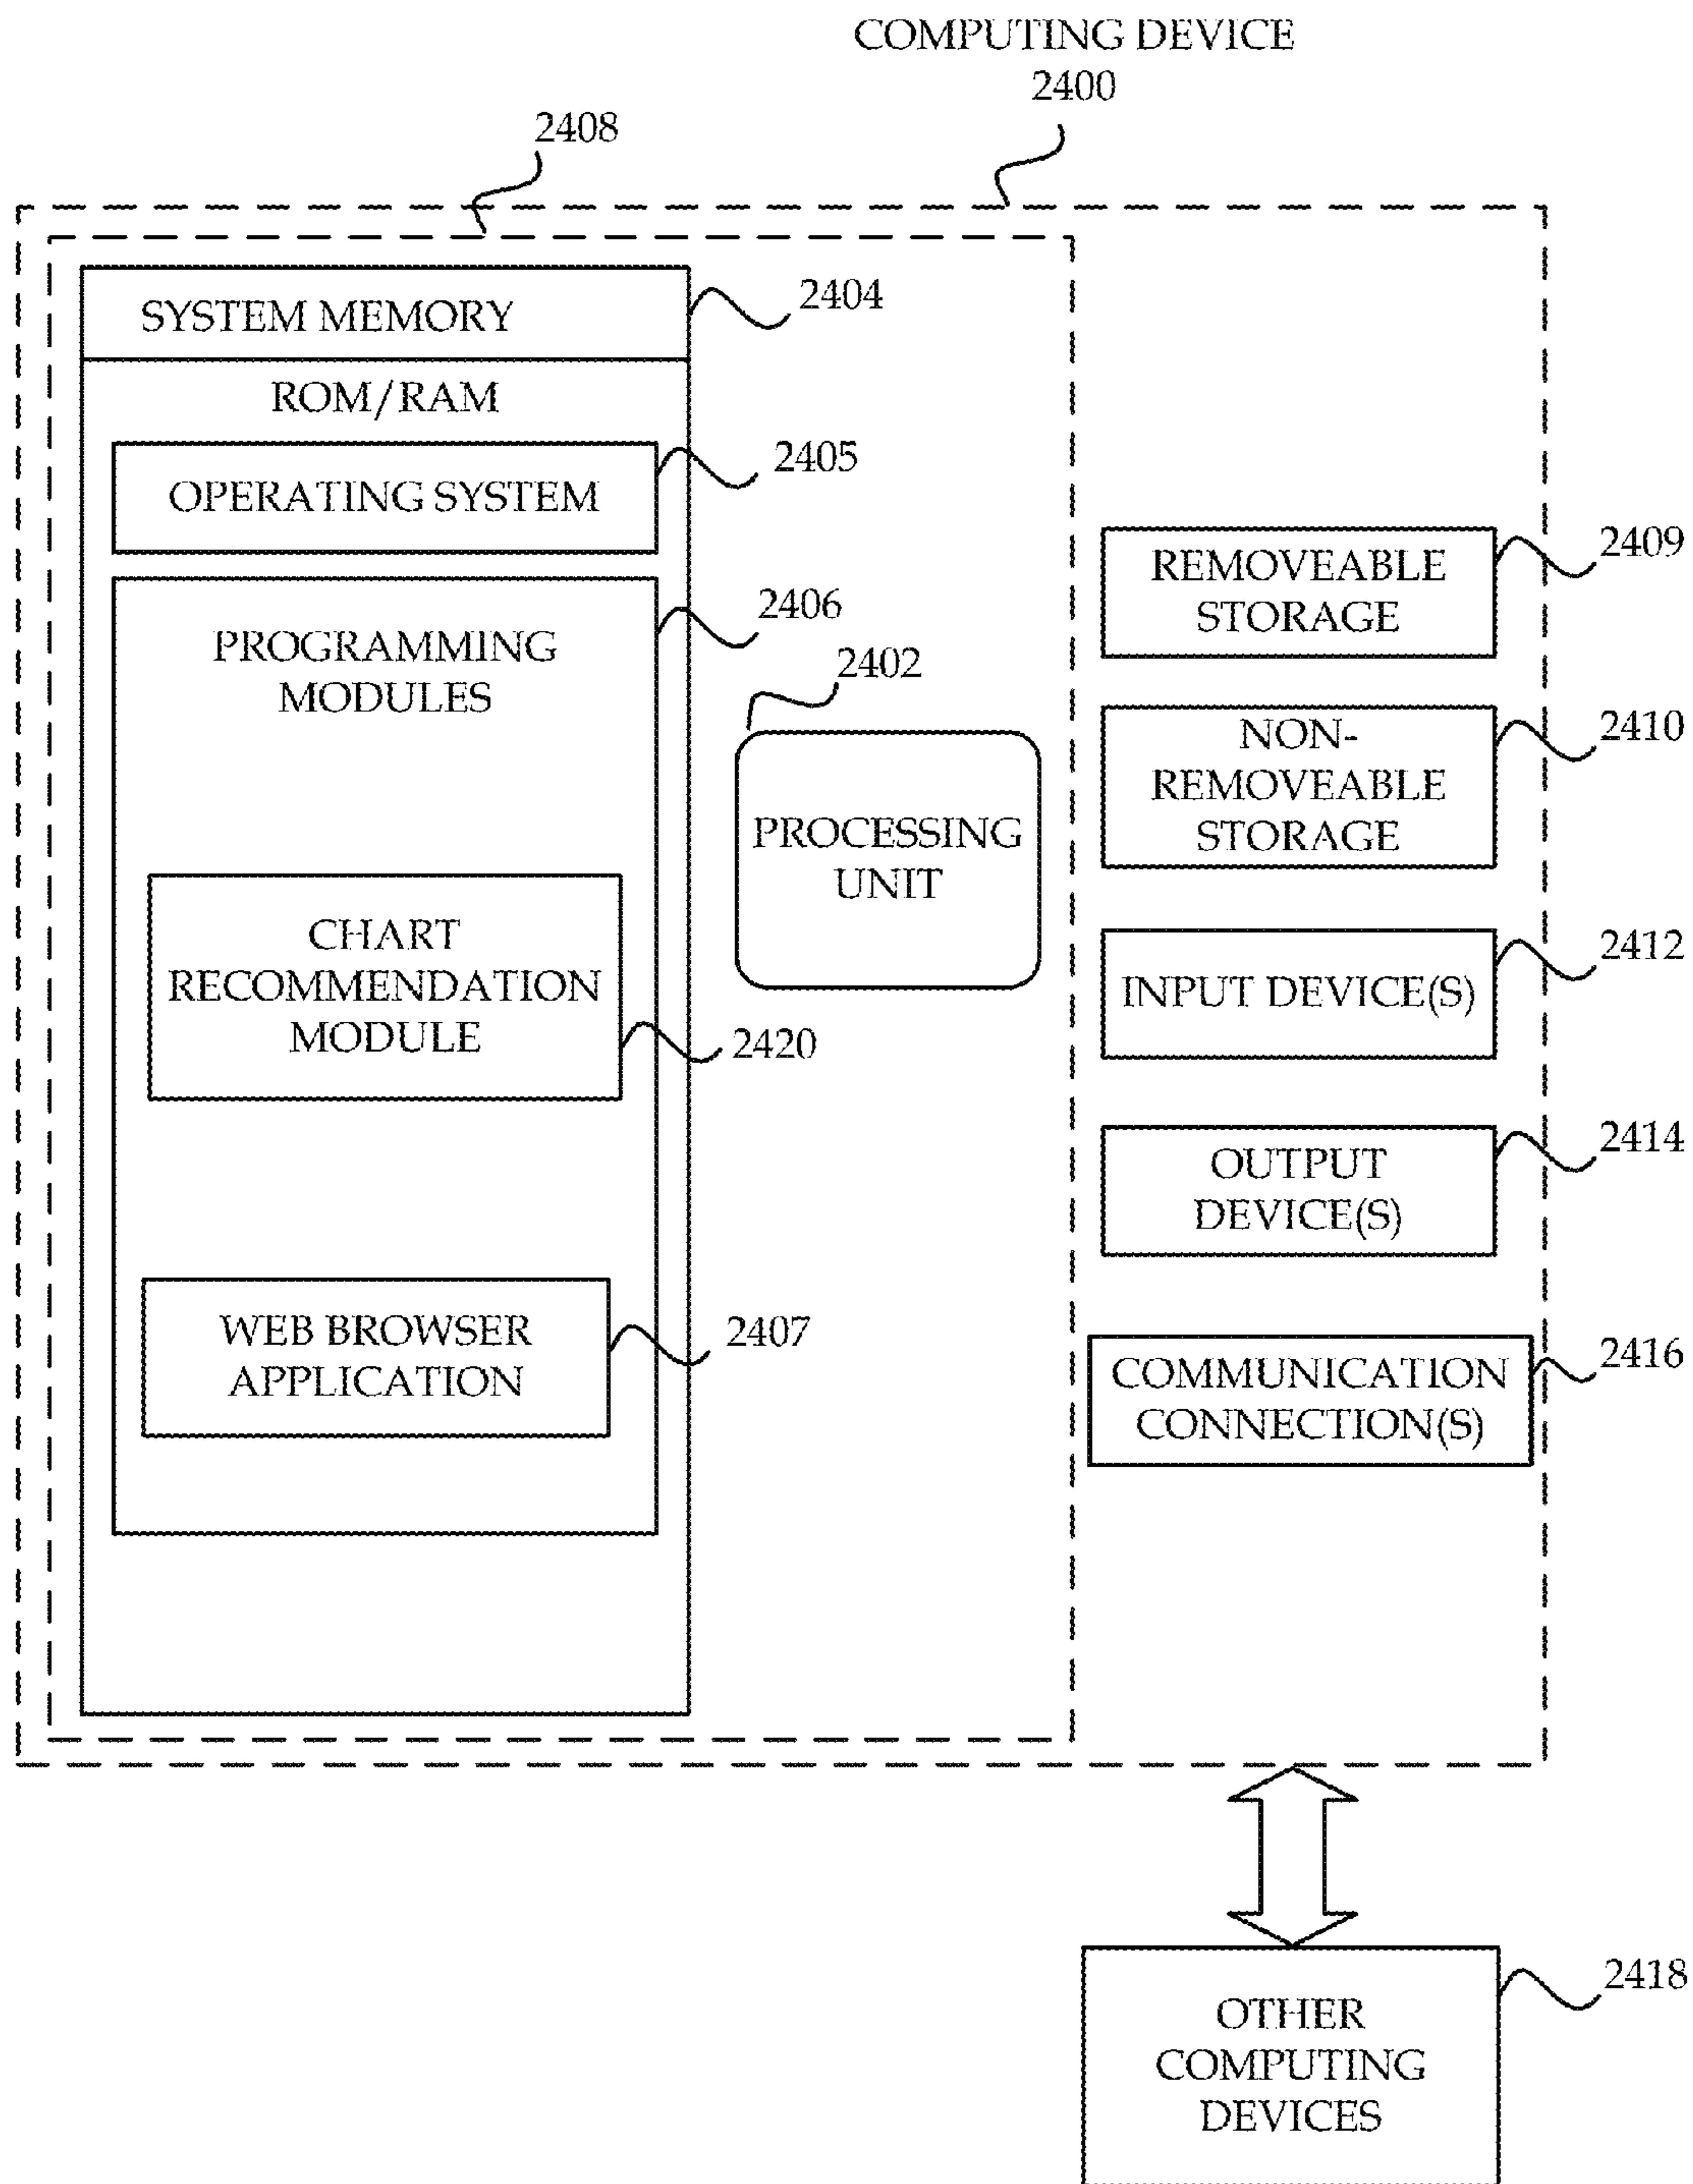 COMPUTING DEVICE
2400
2408
SYSTEM MEMORY
2404
ROM/RAM
OPERATING SYSTEM
2405
PROGRAMMING
MODULES
2406
2402
PROCESSING
UNIT
CHART
RECOMMENDATION
MODULE
2420
WEB BROWSER
APPLICATION
2407
REMOVEABLE
STORAGE
2409
NON-
REMOVEABLE
STORAGE
2410
INPUT DEVICE(S)
2412
OUTPUT
DEVICE(S)
2414
COMMUNICATION
CONNECTION(S)
2416
OTHER
COMPUTING
DEVICES
2418